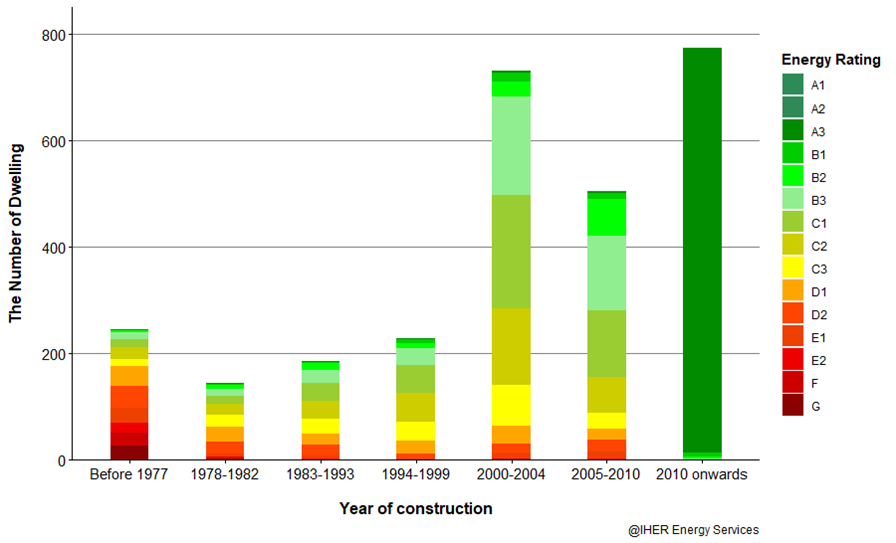 The Number of Dwelling
800
600
400
200
0
Before 1977
1978-1982
1983-1993
1994-1999
2000-2004
2005-2010
2010 onwards
Year of construction
Energy Rating
A1
A2
A3
B1
B2
B3
C1
C2
C3
D1
D2
E1
E2
F
G
@IHER Energy Services